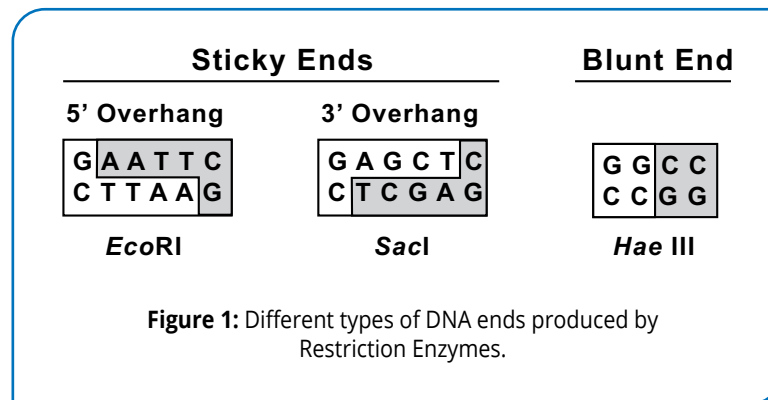 Sticky Ends
Blunt End
5’ Overhang
3’ Overhang
G A A T T C
C T T A A G
G A G C T C
C T C G A G
G G C C
C C G G
EcoRI
SacI
Hae III
Figure 1: Different types of DNA ends produced by
Restriction Enzymes.